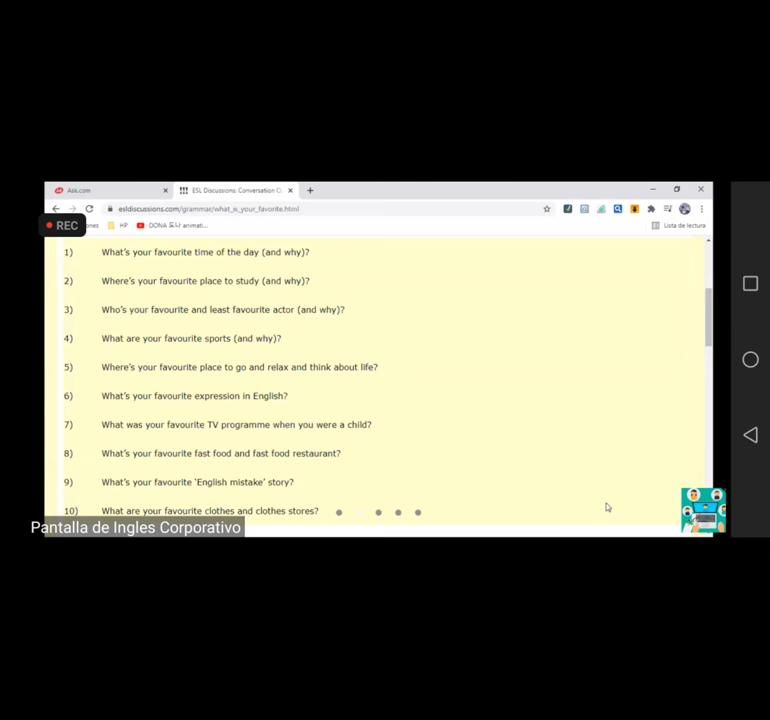 Ask.com
ESL Discussions: Conversation Q
esldiscussions.com/grammar/what_is_your_favorite.html
REC
HP
DONA 도나 animati...
Lista de lectura
1) What's your favourite time of the day (and why)?
2) Where's your favourite place to study (and why)?
3) Who's your favourite and least favourite actor (and why)?
4) What are your favourite sports (and why)?
5) Where's your favourite place to go and relax and think about life?
6) What's your favourite expression in English?
7) What was your favourite TV programme when you were a child?
8) What's your favourite fast food and fast food restaurant?
9) What's your favourite 'English mistake' story?
10) What are your favourite clothes and clothes stores?
Pantalla de Ingles Corporativo